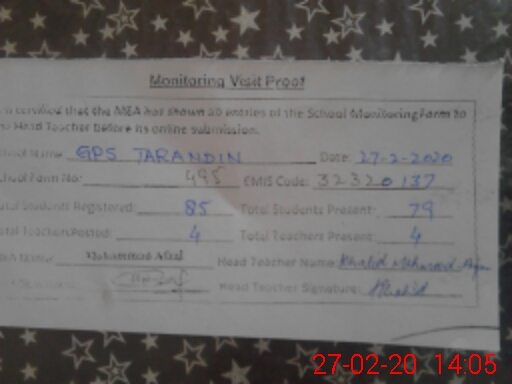 Monitoring Visit Proof
certified that the MEA has shown all entries of the School Monitoring Form to
Head Teacher before its online submission.
Name GPS TARANDIN Date: 27-2-2020
School Form No: 495 EMIS Code: 32320137
Total Students Registered: 85 Total Students Present: 79
Total Teachers Posted: 4 Total Teachers Present: 4
Name: Muhammad Afzal Head Teacher Name Khalid Mehmood
Head Teacher Signature: Khalid
27-02-20 14:05